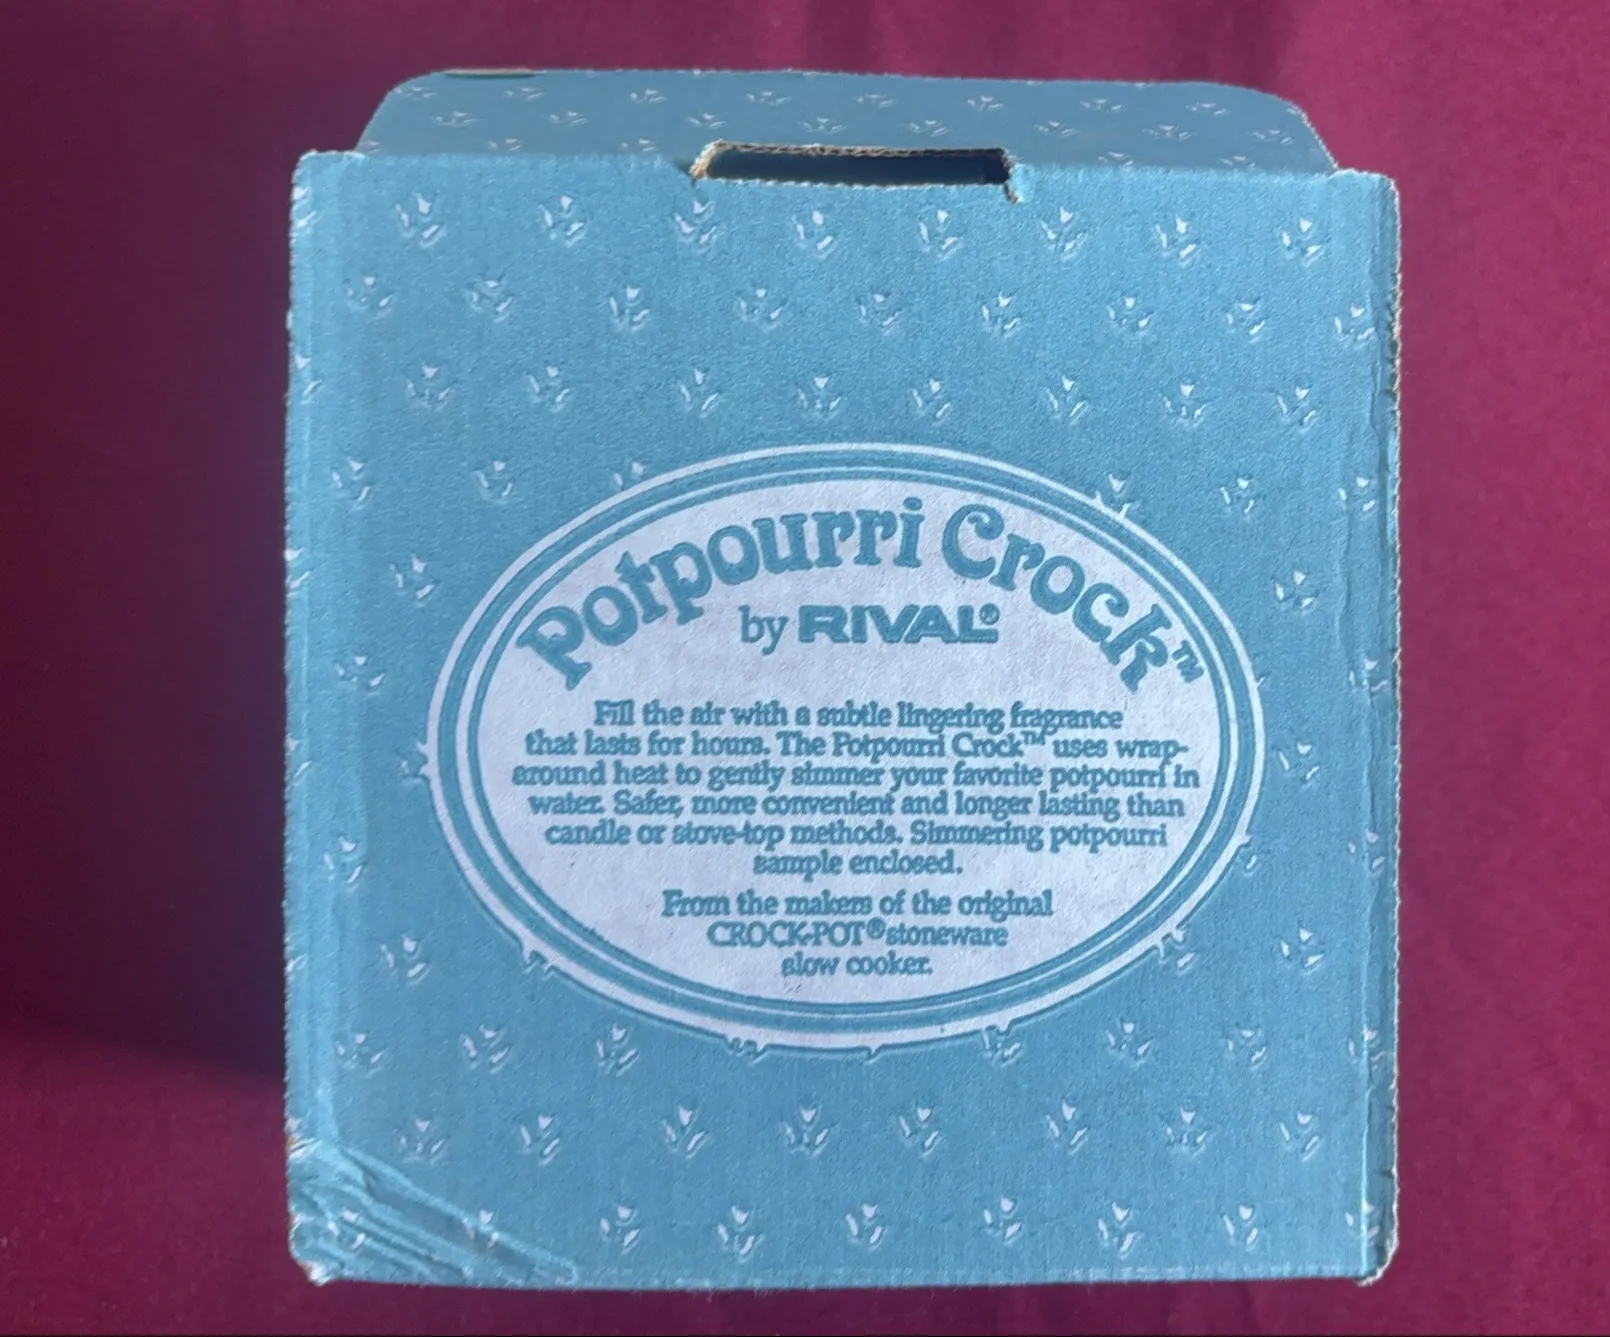 Potpourri Crock™
by RIVAL®
Fill the air with a subtle lingering fragrance
that lasts for hours. The Potpourri Crock™ uses wrap-
around heat to gently simmer your favorite potpourri in
water. Safer, more convenient and longer lasting than
candle or stove-top methods. Simmering potpourri
sample enclosed.
From the makers of the original
CROCK-POT® stoneware
slow cooker.